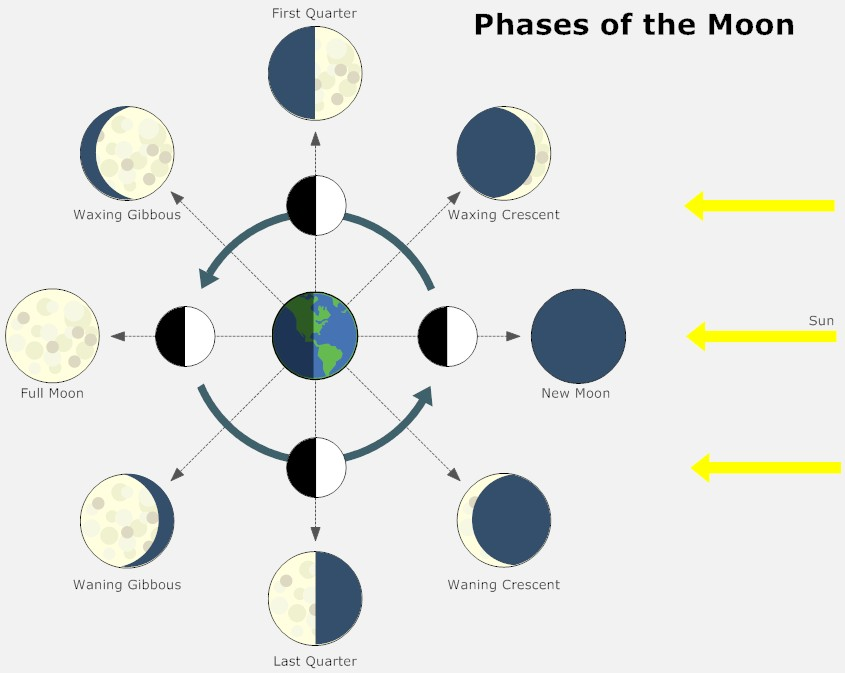 First Quarter
Phases of the Moon
Waxing Gibbous
Waxing Crescent
Sun
Full Moon
New Moon
Waning Gibbous
Waning Crescent
Last Quarter